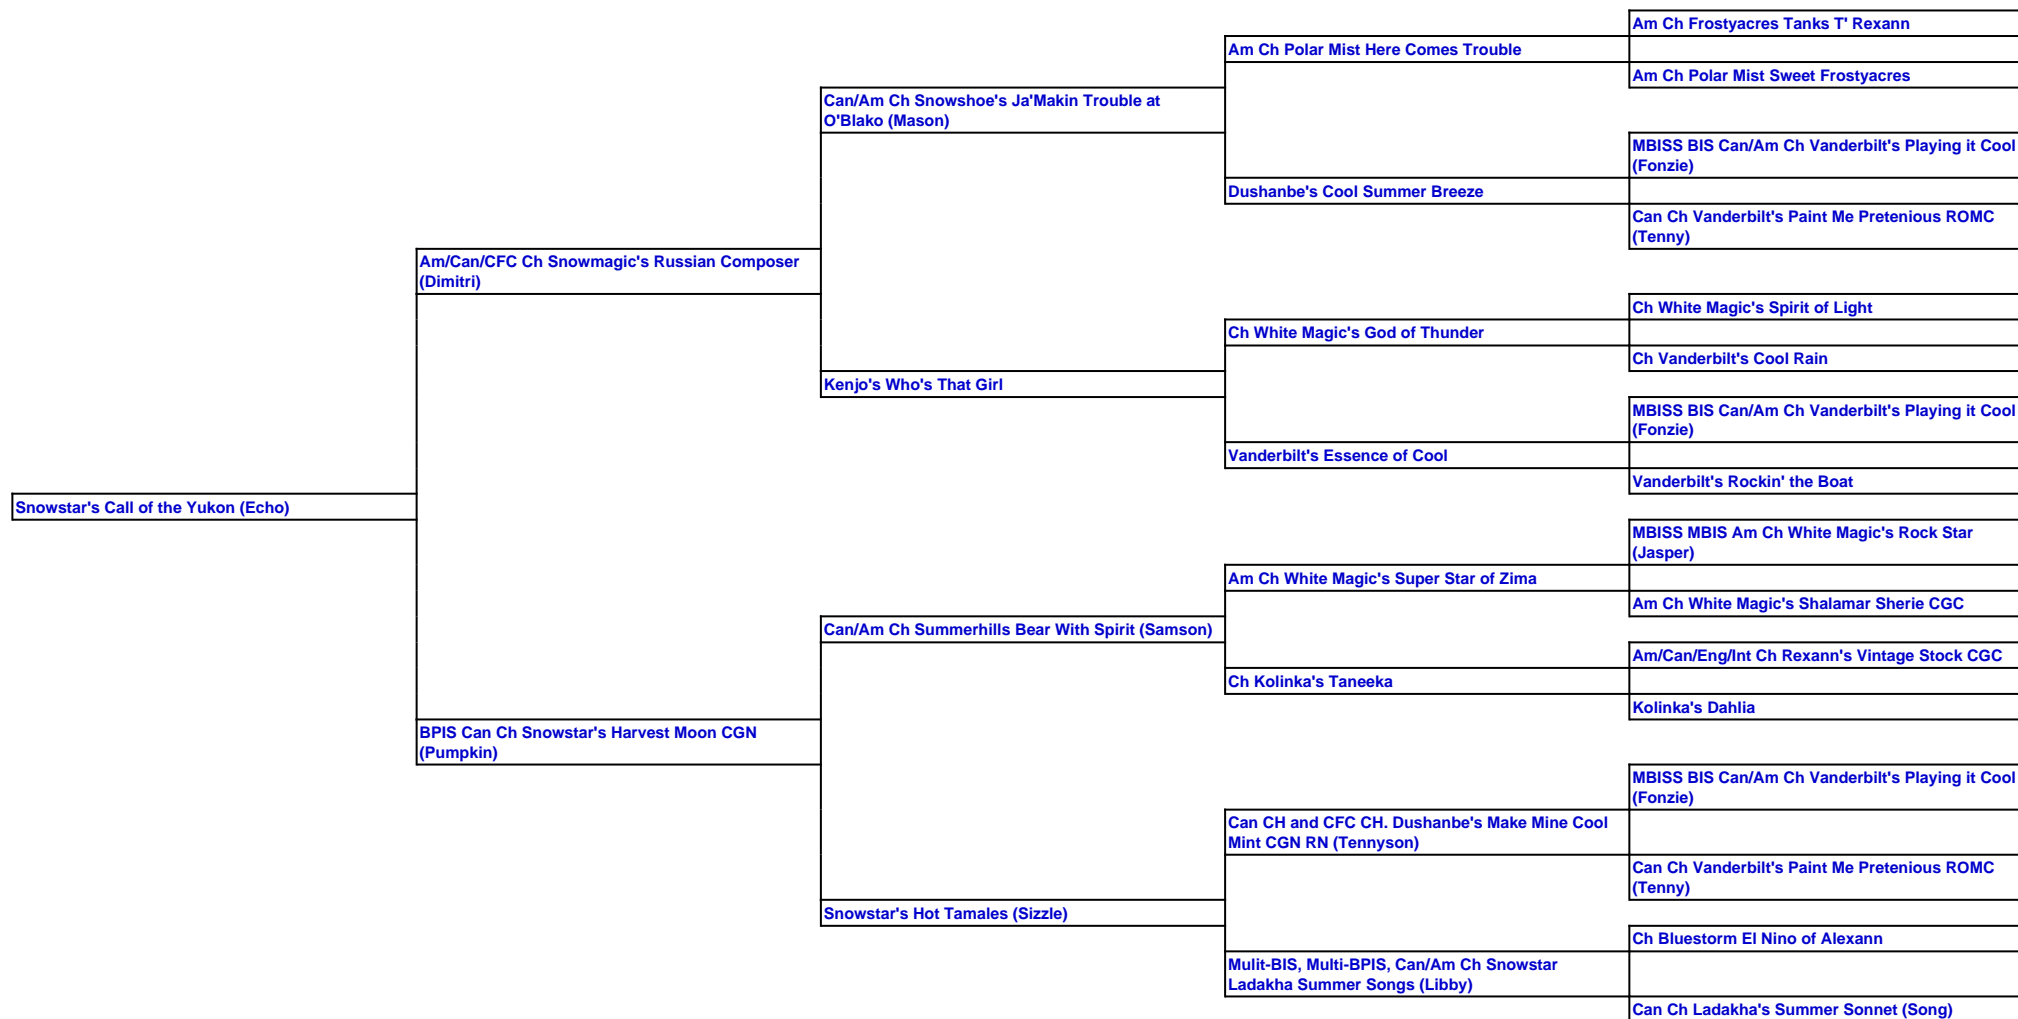 Am Ch Frostyacres Tanks T' Rexann
Am Ch Polar Mist Here Comes Trouble
Am Ch Polar Mist Sweet Frostyacres
Can/Am Ch Snowshoe's Ja'Makin Trouble at
O'Blako (Mason)
MBISS BIS Can/Am Ch Vanderbilt's Playing it Cool
(Fonzie)
Dushanbe's Cool Summer Breeze
Can Ch Vanderbilt's Paint Me Pretenious ROMC
(Tenny)
Am/Can/CFC Ch Snowmagic's Russian Composer
(Dimitri)
Ch White Magic's Spirit of Light
Ch White Magic's God of Thunder
Ch Vanderbilt's Cool Rain
Kenjo's Who's That Girl
MBISS BIS Can/Am Ch Vanderbilt's Playing it Cool
(Fonzie)
Vanderbilt's Essence of Cool
Vanderbilt's Rockin' the Boat
Snowstar's Call of the Yukon (Echo)
MBISS MBIS Am Ch White Magic's Rock Star
(Jasper)
Am Ch White Magic's Super Star of Zima
Am Ch White Magic's Shalamar Sherie CGC
Can/Am Ch Summerhills Bear With Spirit (Samson)
Am/Can/Eng/Int Ch Rexann's Vintage Stock CGC
Ch Kolinka's Taneeka
Kolinka's Dahlia
BPIS Can Ch Snowstar's Harvest Moon CGN
(Pumpkin)
MBISS BIS Can/Am Ch Vanderbilt's Playing it Cool
(Fonzie)
Can CH and CFC CH. Dushanbe's Make Mine Cool
Mint CGN RN (Tennyson)
Can Ch Vanderbilt's Paint Me Pretenious ROMC
(Tenny)
Snowstar's Hot Tamales (Sizzle)
Ch Bluestorm El Nino of Alexann
Mulit-BIS, Multi-BPIS, Can/Am Ch Snowstar
Ladakha Summer Songs (Libby)
Can Ch Ladakha's Summer Sonnet (Song)